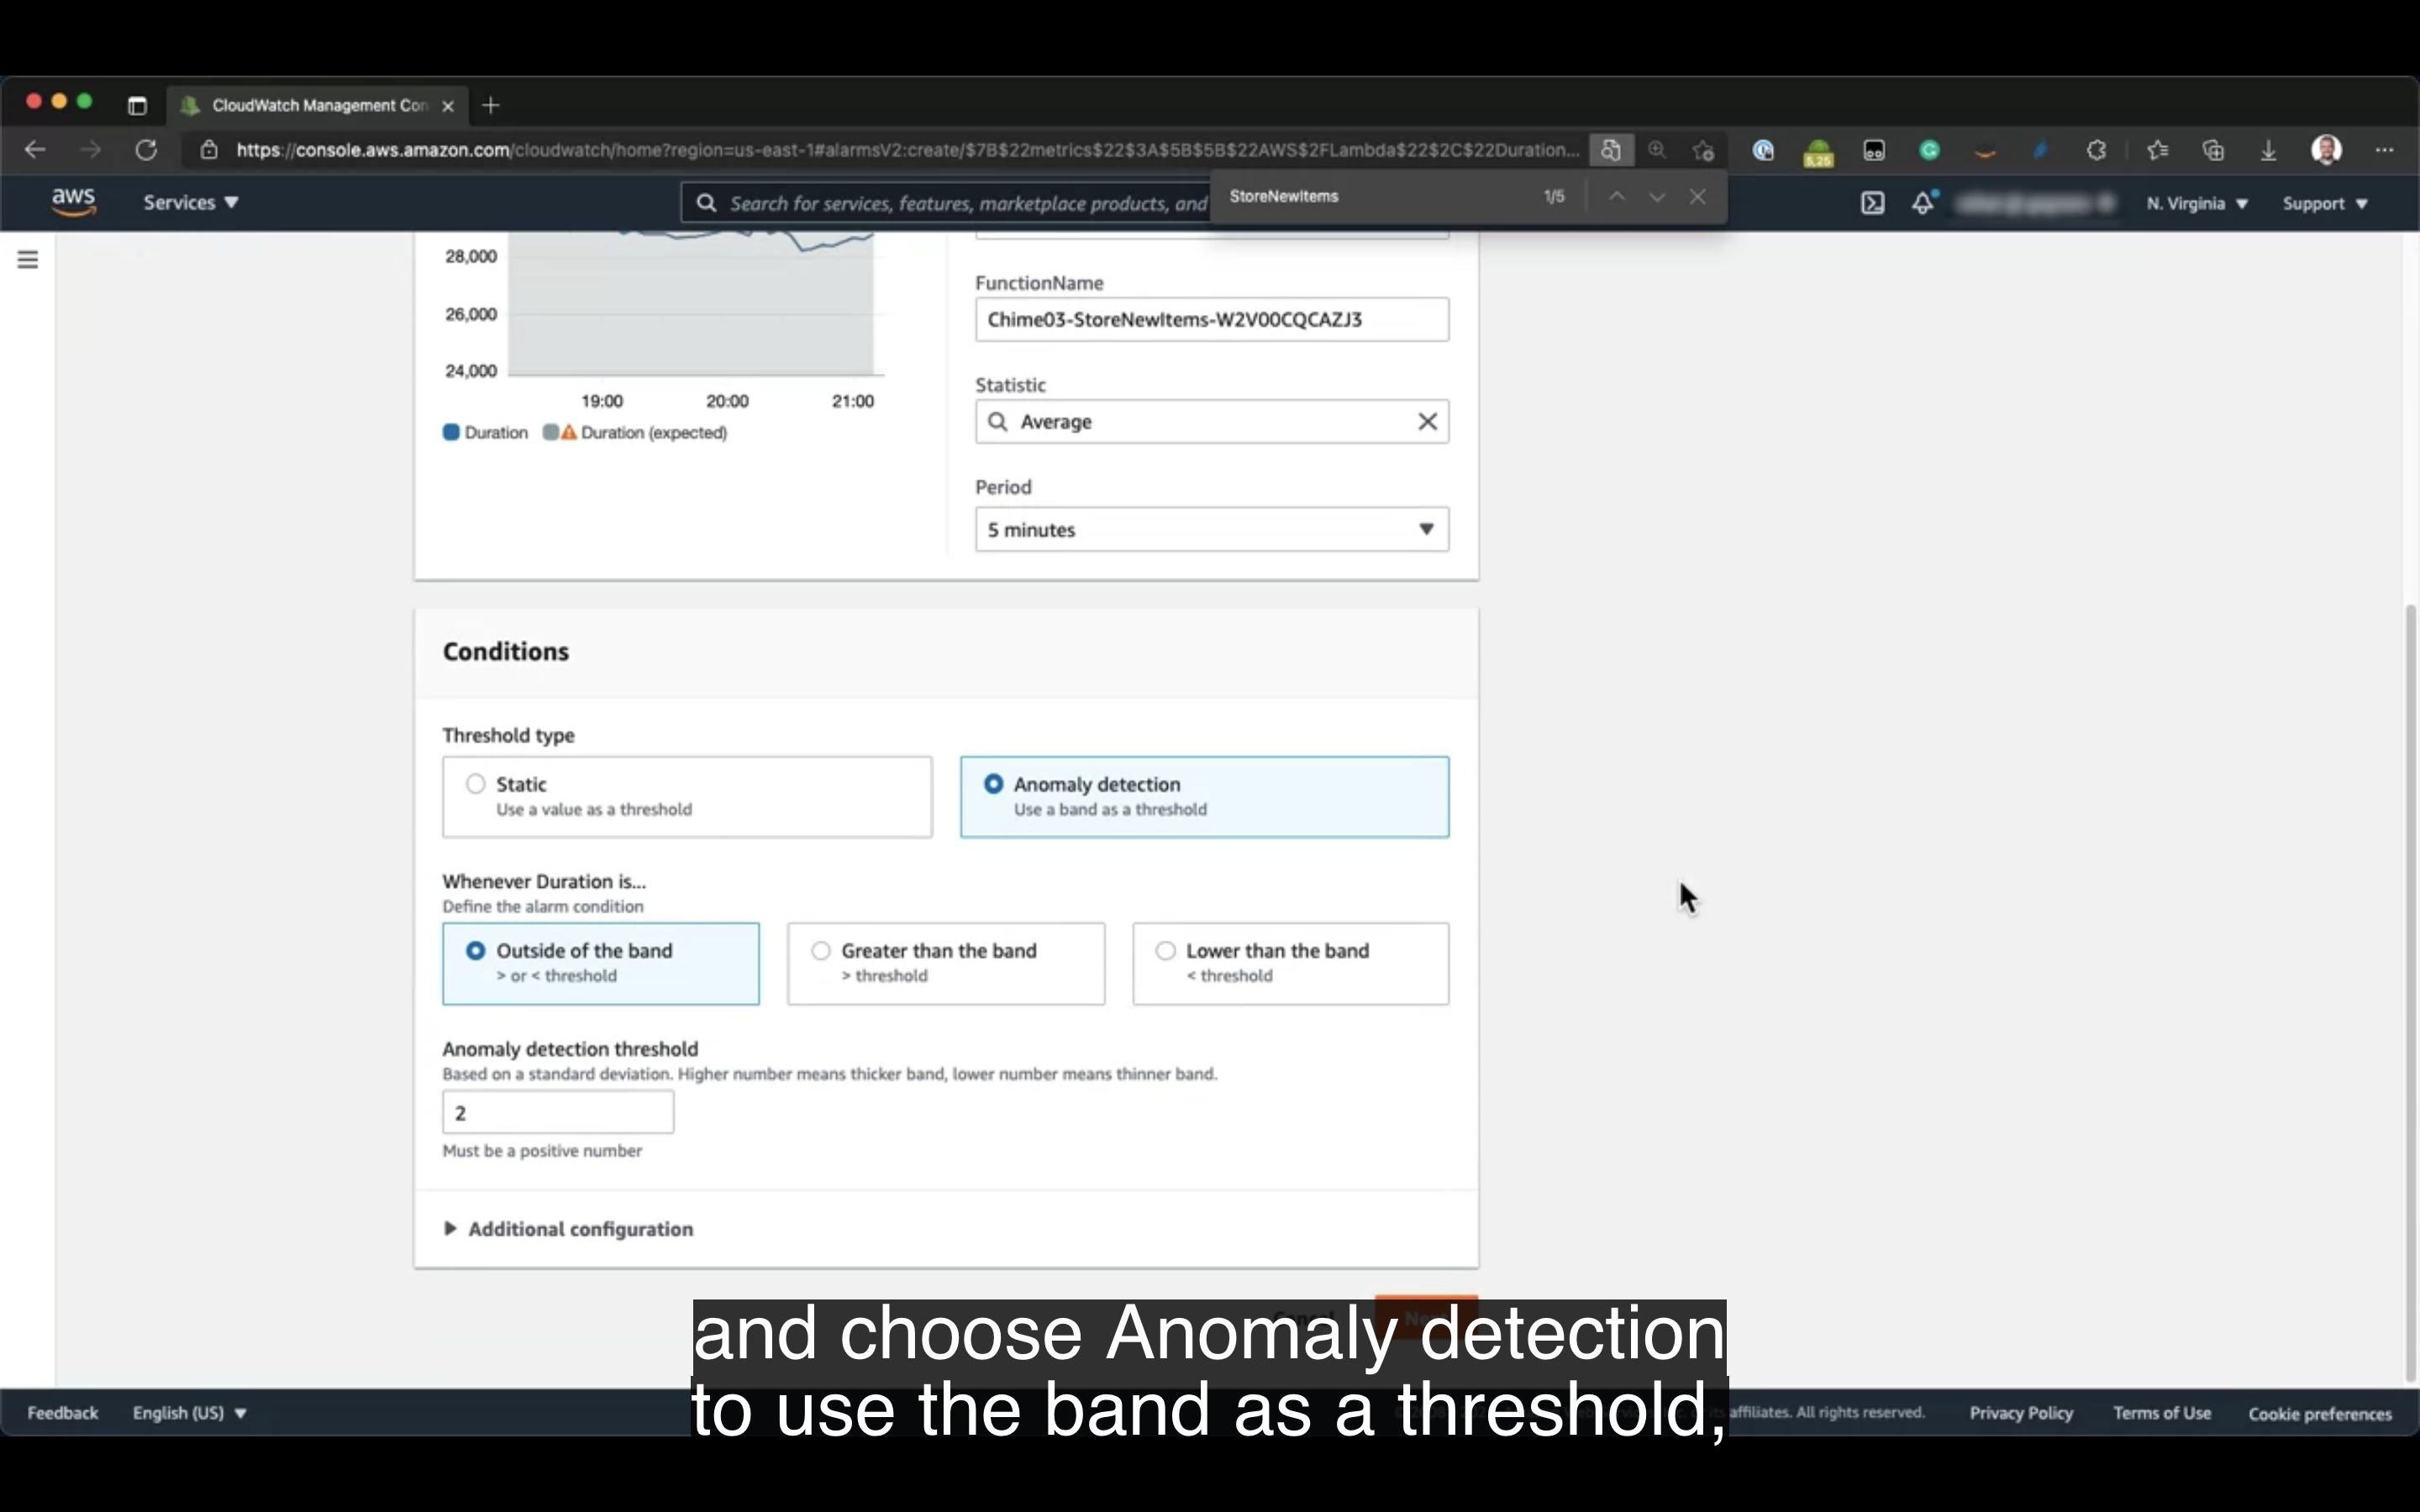 CloudWatch Management Con
https://console.aws.amazon.com/cloudwatch/home?region=us-east-1#alarmsV2:create/$7B$22metrics$22$3A$5B$5B$22AWS$2FLambda$22$2C$22Duration...
5,25
aws
Services
Search for services, features, marketplace products, and
StoreNewItems
1/5
N. Virginia
Support
28,000
26,000
24,000
19:00 20:00 21:00
Duration Duration (expected)
FunctionName
Chime03-StoreNewItems-W2V00CQCAZJ3
Statistic
Average
Period
5 minutes
Conditions
Threshold type
Static
Use a value as a threshold
Anomaly detection
Use a band as a threshold
Whenever Duration is...
Define the alarm condition
Outside of the band
> or < threshold
Greater than the band
> threshold
Lower than the band
< threshold
Anomaly detection threshold
Based on a standard deviation. Higher number means thicker band, lower number means thinner band.
2
Must be a positive number
Additional configuration
and choose Anomaly detection
to use the band as a threshold,
Feedback
English (US)
affiliates. All rights reserved.
Privacy Policy
Terms of Use
Cookie preferences